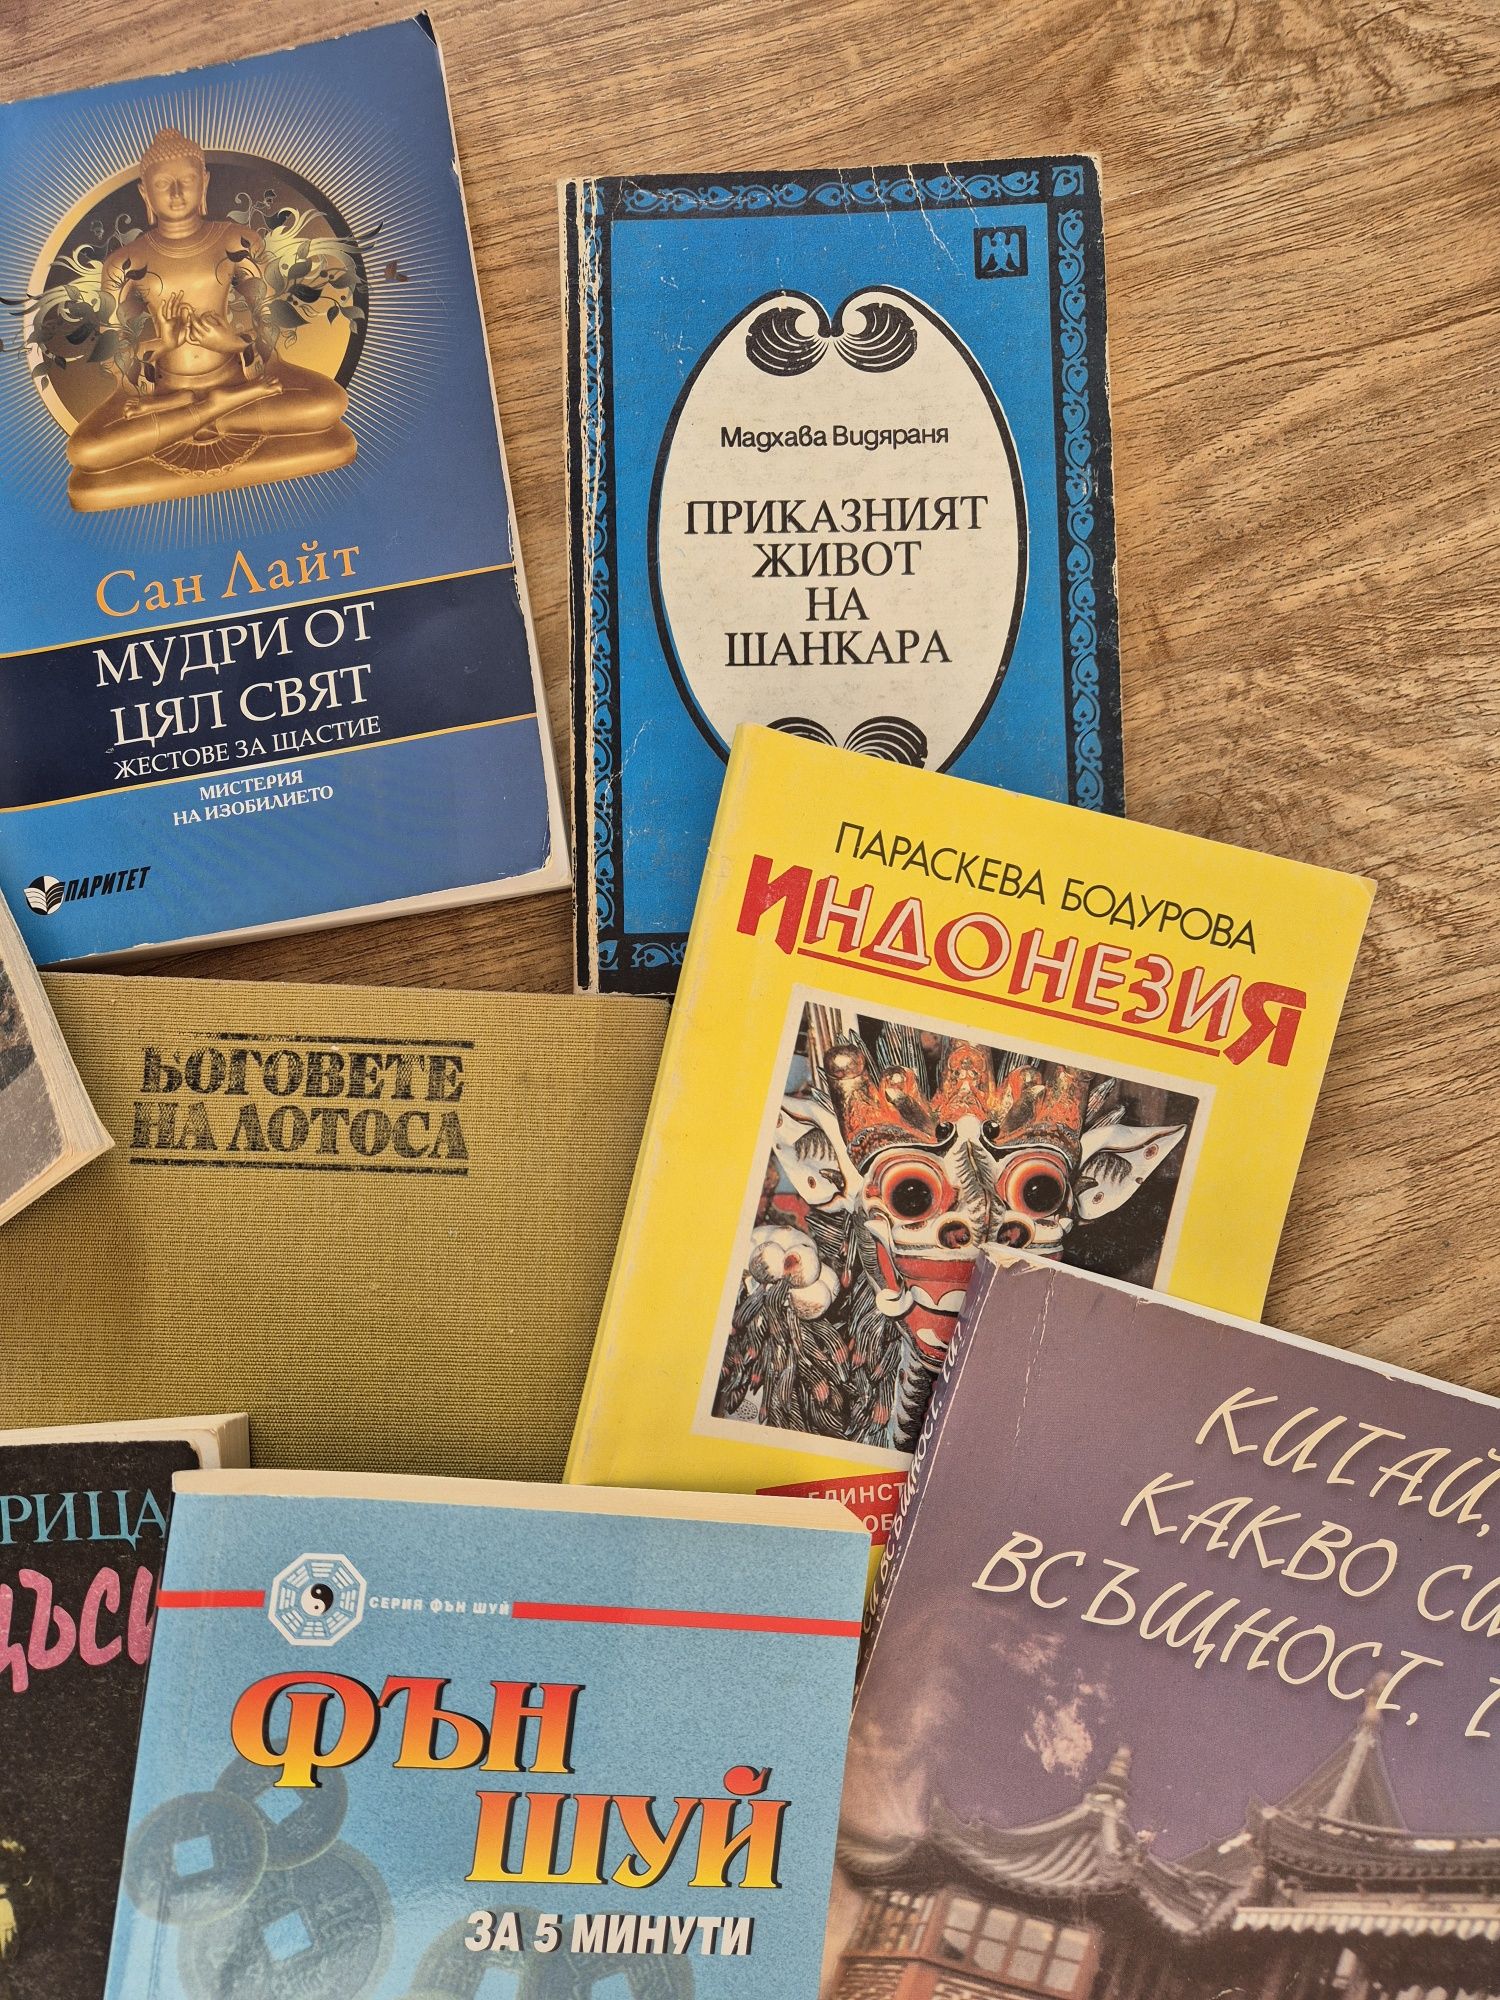 Сан Лайт
МУДРИ ОТ
ЦЯЛ СВЯТ
ЖЕСТОВЕ ЗА ЩАСТИЕ
МИСТЕРИЯ
НА ИЗОБИЛИЕТО
ПАРИТЕТ
Мадхава Видяраня
ПРИКАЗНИЯТ
ЖИВОТ
НА
ШАНКАРА
ПАРАСКЕВА БОДУРОВА
ИНДОНЕЗИЯ
БОГОВЕТЕ
НА ЛОТОСА
КИТАЙ,
КАКВО
ВСЪЩНОСТ,
СЕРИЯ ФЪН ШУЙ
ФЪН
ШУЙ
ЗА 5 МИНУТИ